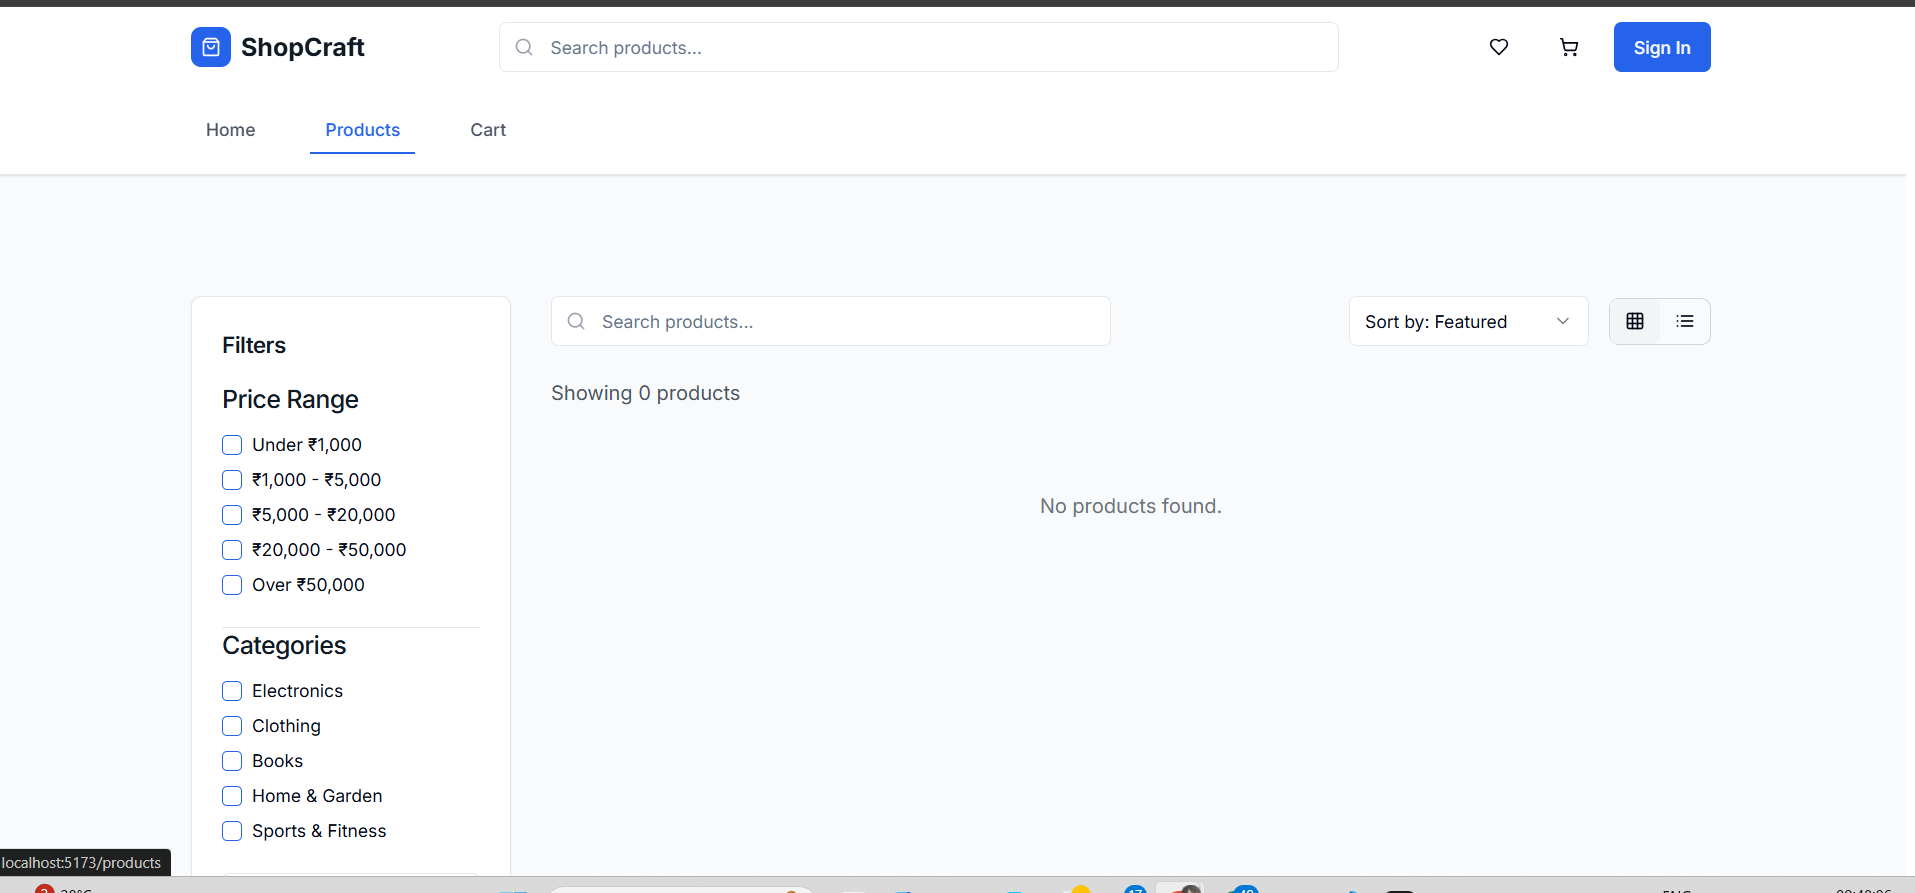 ShopCraft
Search products...
Sign In
Home
Products
Cart
Filters
Price Range
Under ₹1,000
₹1,000 - ₹5,000
₹5,000 - ₹20,000
₹20,000 - ₹50,000
Over ₹50,000
Categories
Electronics
Clothing
Books
Home & Garden
Sports & Fitness
Search products...
Sort by: Featured
Showing 0 products
No products found.
localhost:5173/products